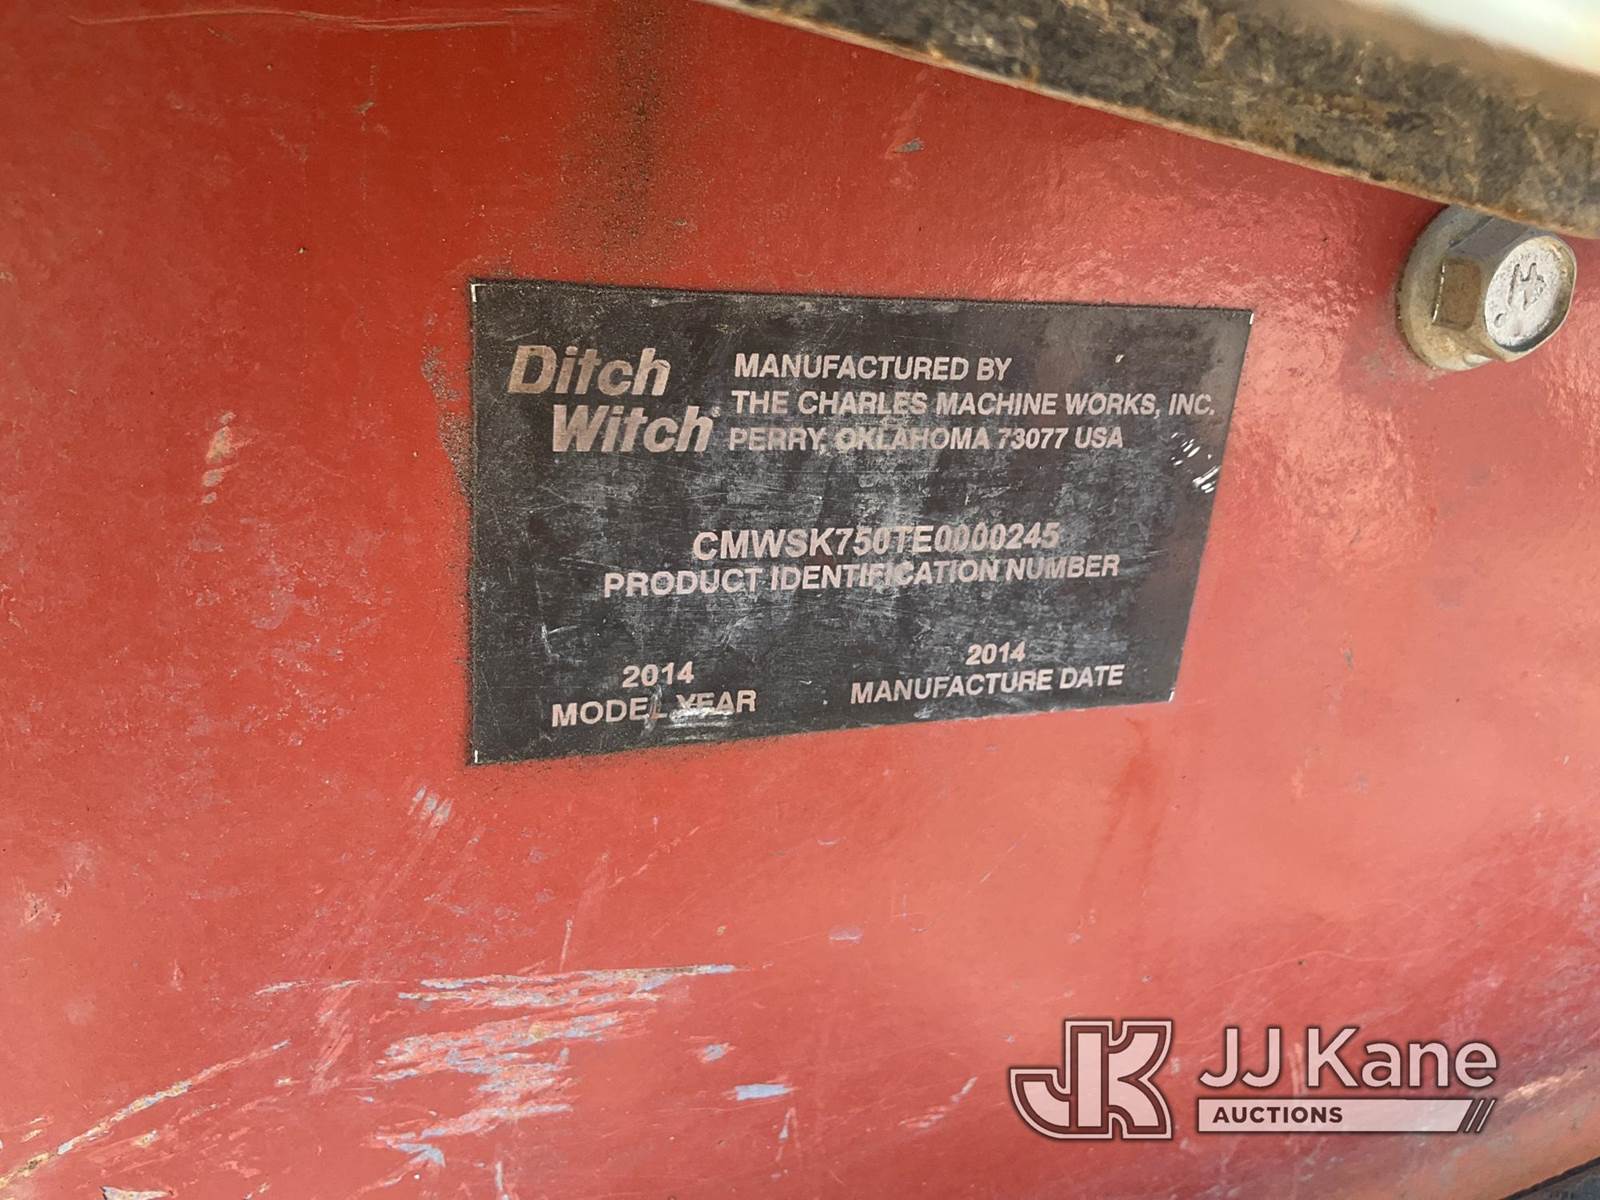 Ditch
Witch®
MANUFACTURED BY
THE CHARLES MACHINE WORKS, INC.
PERRY, OKLAHOMA 73077 USA
CMWSK750TE0000245
PRODUCT IDENTIFICATION NUMBER
2014
MODEL YEAR
2014
MANUFACTURE DATE
JK
JJ Kane
AUCTIONS